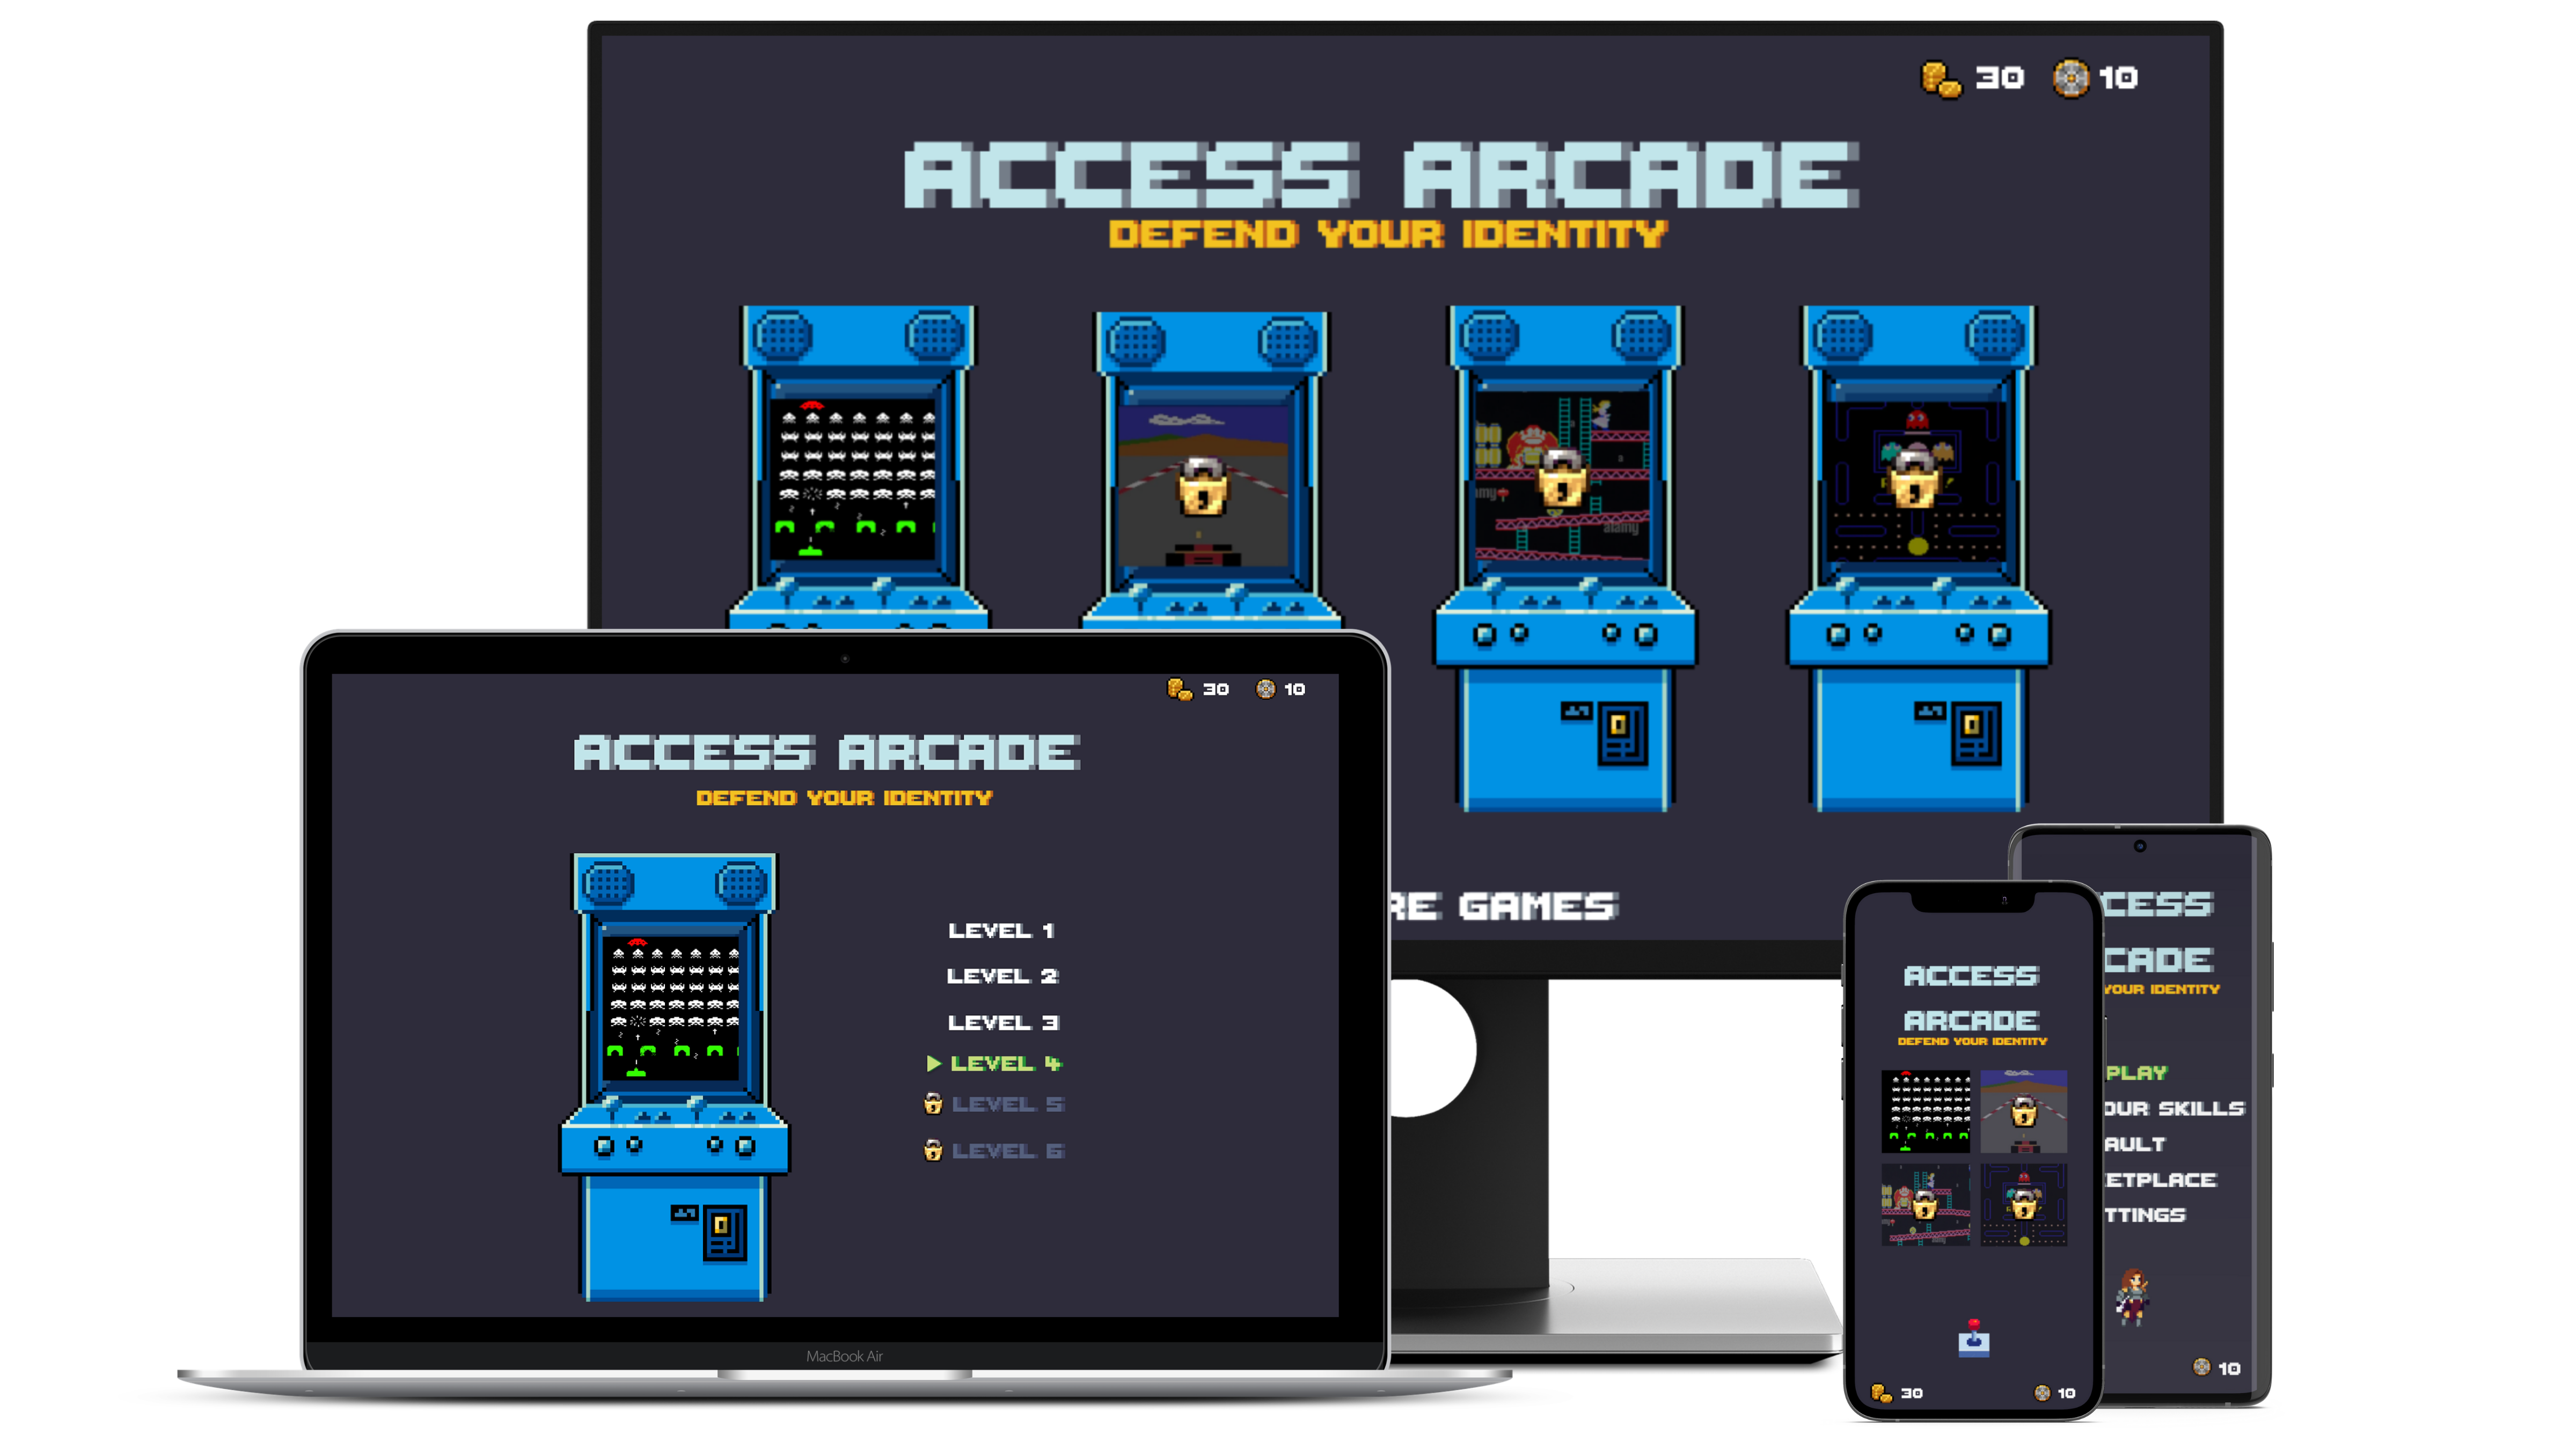 30 10
ACCESS ARCADE
DEFEND YOUR IDENTITY
alamy
RE GAMES
30 10
ACCESS ARCADE
DEFEND YOUR IDENTITY
LEVEL 1
LEVEL 2
LEVEL 3
LEVEL 4
LEVEL 5
LEVEL 6
MacBook Air
ACCESS
ARCADE
DEFEND YOUR IDENTITY
30 10
CESS
CADE
YOUR IDENTITY
PLAY
OUR SKILLS
AULT
ETPLACE
TTINGS
10